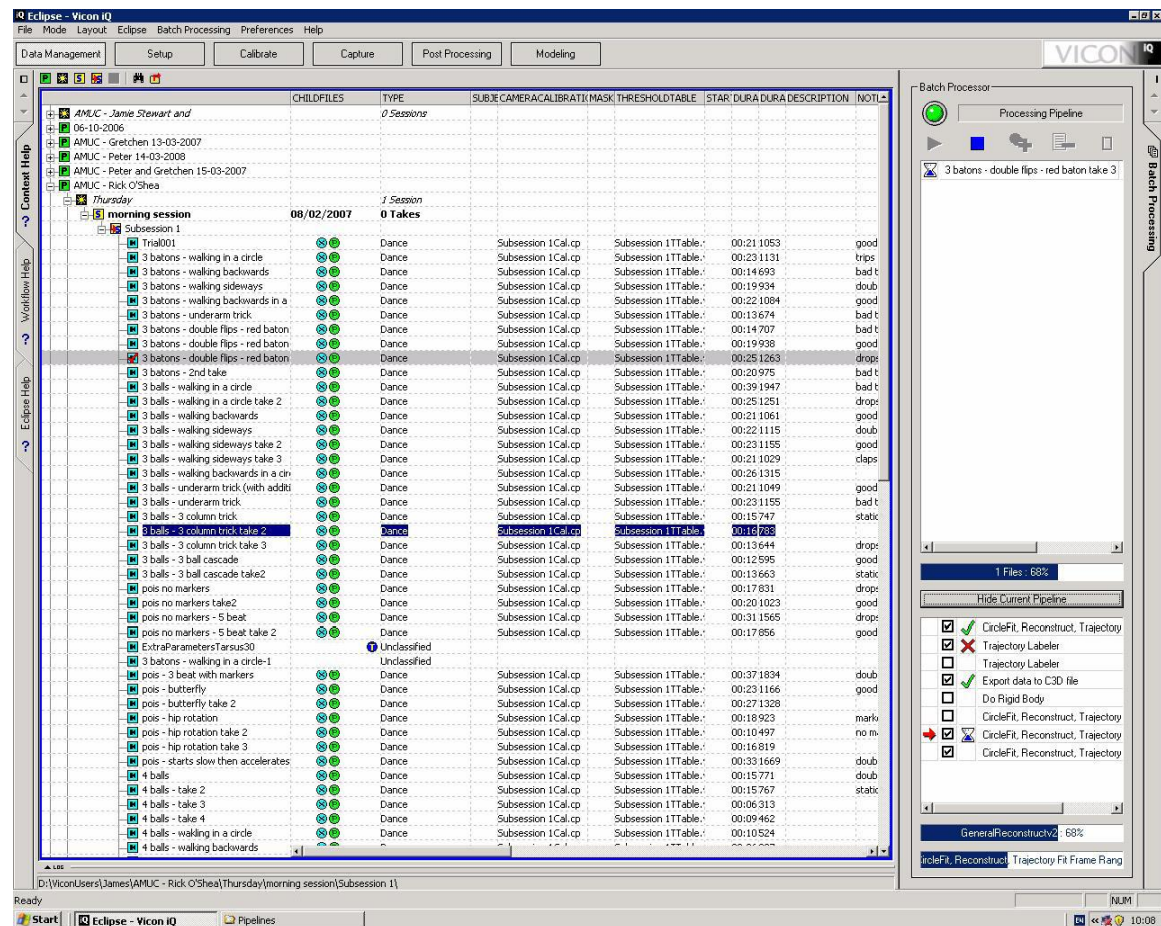 Eclipse - Vicon iQ
File Mode Layout Eclipse Batch Processing Preferences Help
Data Management Setup Calibrate Capture Post Processing Modeling
VICON iQ
CHILDFILES TYPE SUBJE CAMERACALIBRATI MASK THRESHOLDTABLE STAR DURA DURA DESCRIPTION
AMUC - Jamie Stewart and 0 Sessions
06-10-2006
AMUC - Gretchen 13-03-2007
AMUC - Peter 14-03-2008
AMUC - Peter and Gretchen 15-03-2007
AMUC - Rick O'Shea
Thursday 1 Session
morning session 08/02/2007 0 Takes
Subsession 1
Trial001 Dance Subsession 1Cal.cp Subsession 1TTable. 00:21 1053 good
3 batons - walking in a circle Dance Subsession 1Cal.cp Subsession 1TTable. 00:23 1131 trips
3 batons - walking backwards Dance Subsession 1Cal.cp Subsession 1TTable. 00:14 693 bad t
3 batons - walking sideways Dance Subsession 1Cal.cp Subsession 1TTable. 00:19 934 doub
3 batons - walking backwards in a Dance Subsession 1Cal.cp Subsession 1TTable. 00:22 1084 good
3 batons - underarm trick Dance Subsession 1Cal.cp Subsession 1TTable. 00:13 674 bad t
3 batons - double flips - red baton Dance Subsession 1Cal.cp Subsession 1TTable. 00:14 707 bad t
3 batons - double flips - red baton Dance Subsession 1Cal.cp Subsession 1TTable. 00:19 938 good
3 batons - double flips - red baton Dance Subsession 1Cal.cp Subsession 1TTable. 00:25 1263 drops
3 batons - 2nd take Dance Subsession 1Cal.cp Subsession 1TTable. 00:20 975 bad t
3 balls - walking in a circle Dance Subsession 1Cal.cp Subsession 1TTable. 00:39 1947 bad t
3 balls - walking in a circle take 2 Dance Subsession 1Cal.cp Subsession 1TTable. 00:25 1251 drops
3 balls - walking backwards Dance Subsession 1Cal.cp Subsession 1TTable. 00:21 1061 good
3 balls - walking sideways Dance Subsession 1Cal.cp Subsession 1TTable. 00:22 1115 doub
3 balls - walking sideways take 2 Dance Subsession 1Cal.cp Subsession 1TTable. 00:23 1155 good
3 balls - walking sideways take 3 Dance Subsession 1Cal.cp Subsession 1TTable. 00:21 1029 claps
3 balls - walking backwards in a cir Dance Subsession 1Cal.cp Subsession 1TTable. 00:26 1315
3 balls - underarm trick (with additi Dance Subsession 1Cal.cp Subsession 1TTable. 00:21 1049 good
3 balls - underarm trick Dance Subsession 1Cal.cp Subsession 1TTable. 00:23 1155 bad t
3 balls - 3 column trick Dance Subsession 1Cal.cp Subsession 1TTable. 00:15 747 static
3 balls - 3 column trick take 2 Dance Subsession 1Cal.cp Subsession 1TTable. 00:16 783
3 balls - 3 column trick take 3 Dance Subsession 1Cal.cp Subsession 1TTable. 00:13 644 drops
3 balls - 3 ball cascade Dance Subsession 1Cal.cp Subsession 1TTable. 00:12 595 good
3 balls - 3 ball cascade take2 Dance Subsession 1Cal.cp Subsession 1TTable. 00:13 663 static
pois no markers Dance Subsession 1Cal.cp Subsession 1TTable. 00:17 831 drops
pois no markers take2 Dance Subsession 1Cal.cp Subsession 1TTable. 00:20 1023 good
pois no markers - 5 beat Dance Subsession 1Cal.cp Subsession 1TTable. 00:31 1565 drops
pois no markers - 5 beat take 2 Dance Subsession 1Cal.cp Subsession 1TTable. 00:17 856 good
ExtraParametersTarsus30 Unclassified
3 batons - walking in a circle-1 Unclassified
pois - 3 beat with markers Dance Subsession 1Cal.cp Subsession 1TTable. 00:37 1834 doub
pois - butterfly Dance Subsession 1Cal.cp Subsession 1TTable. 00:23 1166 good
pois - butterfly take 2 Dance Subsession 1Cal.cp Subsession 1TTable. 00:27 1328
pois - hip rotation Dance Subsession 1Cal.cp Subsession 1TTable. 00:18 923 mark
pois - hip rotation take 2 Dance Subsession 1Cal.cp Subsession 1TTable. 00:10 497 no m
pois - hip rotation take 3 Dance Subsession 1Cal.cp Subsession 1TTable. 00:16 819
pois - starts slow then accelerates Dance Subsession 1Cal.cp Subsession 1TTable. 00:33 1669 doub
4 balls Dance Subsession 1Cal.cp Subsession 1TTable. 00:15 771 doub
4 balls - take 2 Dance Subsession 1Cal.cp Subsession 1TTable. 00:15 767 static
4 balls - take 3 Dance Subsession 1Cal.cp Subsession 1TTable. 00:06 313
4 balls - take 4 Dance Subsession 1Cal.cp Subsession 1TTable. 00:09 462
4 balls - wakling in a circle Dance Subsession 1Cal.cp Subsession 1TTable. 00:10 524
4 balls - walking backwards
LOG
D:\ViconUsers\James\AMUC - Rick O'Shea\Thursday\morning session\Subsession 1\
Ready
NUM
Context Help
Workflow Help
Eclipse Help
Batch Processor
Processing Pipeline
3 batons - double flips - red baton take 3
1 Files : 68%
Hide Current Pipeline
CircleFit, Reconstruct, Trajectory
Trajectory Labeler
Trajectory Labeler
Export data to C3D file
Do Rigid Body
CircleFit, Reconstruct, Trajectory
CircleFit, Reconstruct, Trajectory
CircleFit, Reconstruct, Trajectory
GeneralReconstructv2 : 68%
ircleFit, Reconstruct, Trajectory Fit Frame Rang
Batch Processing
Start Eclipse - Vicon iQ Pipelines 10:08